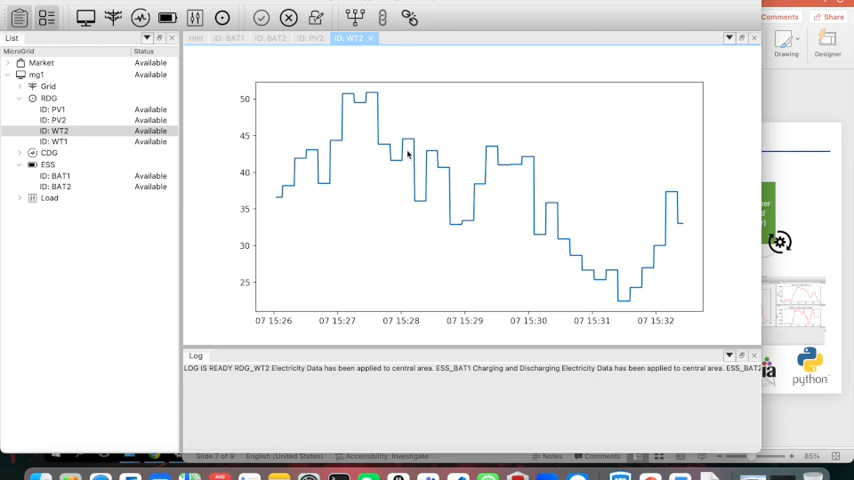 Comments
Share
List
Hint
ID: BAT1
ID: BAT2
ID: PV2
ID: WT2
MicroGrid Status
Market Available
mg1 Available
Grid
RDG
ID: PV1 Available
ID: PV2 Available
ID: WT2 Available
ID: WT1 Available
CDG
ESS
ID: BAT1 Available
ID: BAT2 Available
Load
50
45
40
35
30
25
07 15:26
07 15:27
07 15:28
07 15:29
07 15:30
07 15:31
07 15:32
Drawing
Designer
python
Log
LOG IS READY RDG_WT2 Electricity Data has been applied to central area. ESS_BAT1 Charging and Discharging Electricity Data has been applied to central area. ESS_BAT2
Slide 7 of 9
English (United States)
Accessibility: Investigate
Notes
Comments
85%